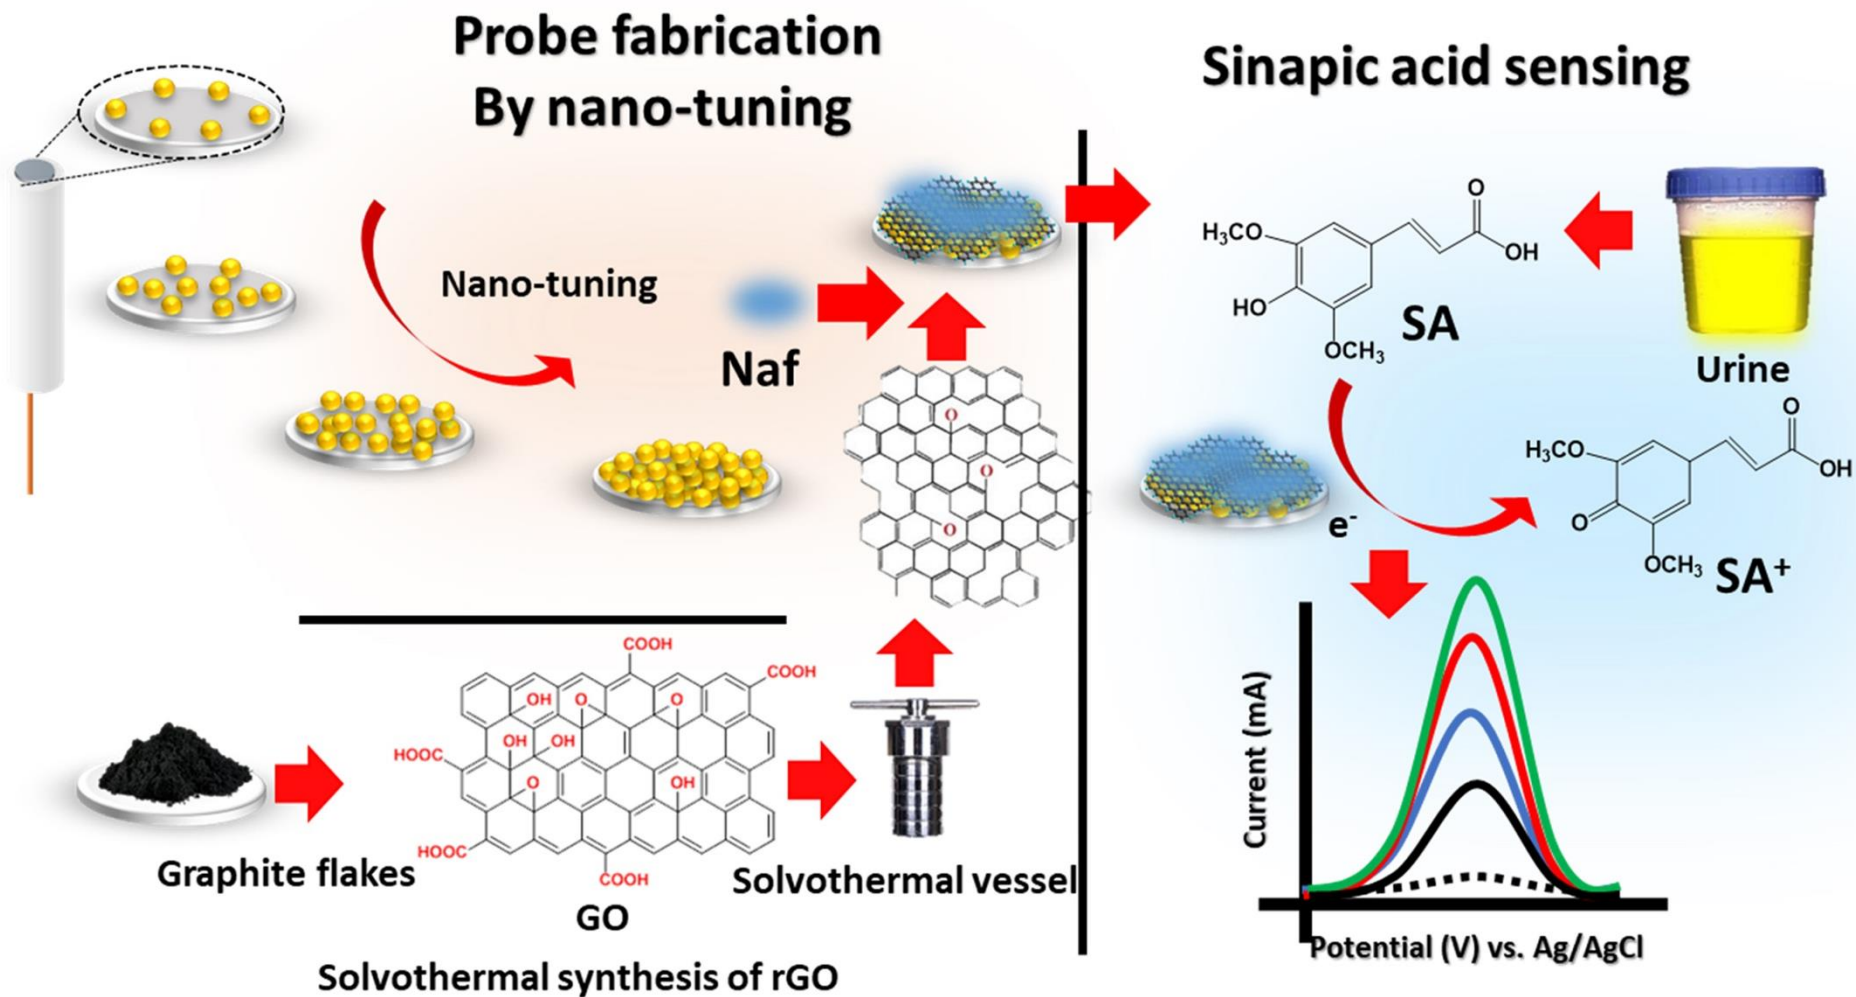 Probe fabrication
By nano-tuning
Nano-tuning
Naf
O
O
O
COOH
COOH
OH
O
O
OH
OH
HOOC
O
OH
HOOC
COOH
Graphite flakes
GO
Solvothermal vessel
Solvothermal synthesis of rGO
Sinapic acid sensing
O
H₃CO
OH
HO
OCH₃
SA
Urine
O
H₃CO
OH
O
OCH₃
SA⁺
e⁻
Current (mA)
Potential (V) vs. Ag/AgCl